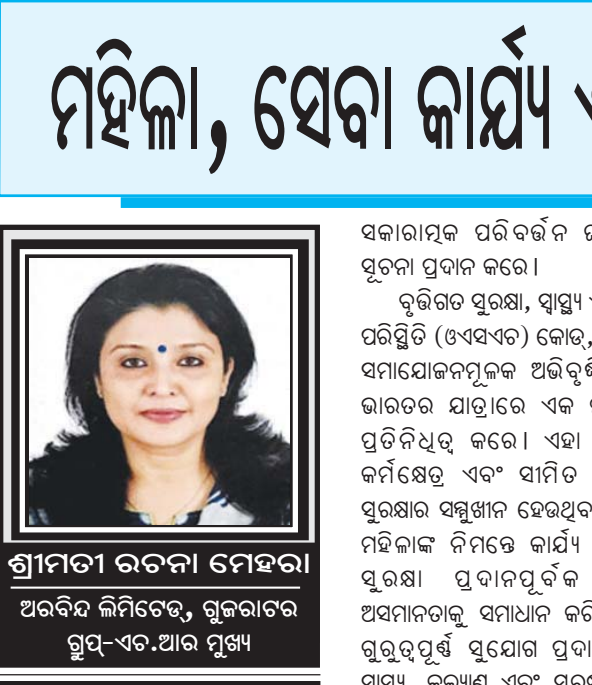 ମହିଳା, ସେବା କାର୍ଯ୍ୟ
ଶ୍ରୀମତୀ ରଚନା ମେହରା
ଅରବିନ୍ଦ ଲିମିଟେଡ୍, ଗୁଜରାଟର
ଗ୍ରୁପ୍-ଏଚ.ଆର ମୁଖ୍ୟ
ସକାରାତ୍ମକ ପରିବର୍ତ୍ତନ
ସୂଚନା ପ୍ରଦାନ କରେ।
ବୃତ୍ତିଗତ ସୁରକ୍ଷା, ସ୍ୱାସ୍ଥ୍ୟ
ପରିସ୍ଥିତି (ଓଏସଏଚ) କୋଡ୍,
ସମାଯୋଜନମୂଳକ ଅଭିବୃଦ୍ଧି
ଭାରତର ଯାତ୍ରାରେ ଏକ
ପ୍ରତିନିଧିତ୍ୱ କରେ। ଏହା
କର୍ମକ୍ଷେତ୍ର ଏବଂ ସୀମିତ
ସୁରକ୍ଷାର ସମ୍ମୁଖୀନ ହେଉଥିବ
ମହିଳାଙ୍କ ନିମନ୍ତେ କାର୍ଯ୍ୟ
ସୁରକ୍ଷା ପ୍ରଦାନପୂର୍ବକ
ଅସମାନତାକୁ ସମାଧାନ
ଗୁରୁତ୍ୱପୂର୍ଣ୍ଣ ସୁଯୋଗ